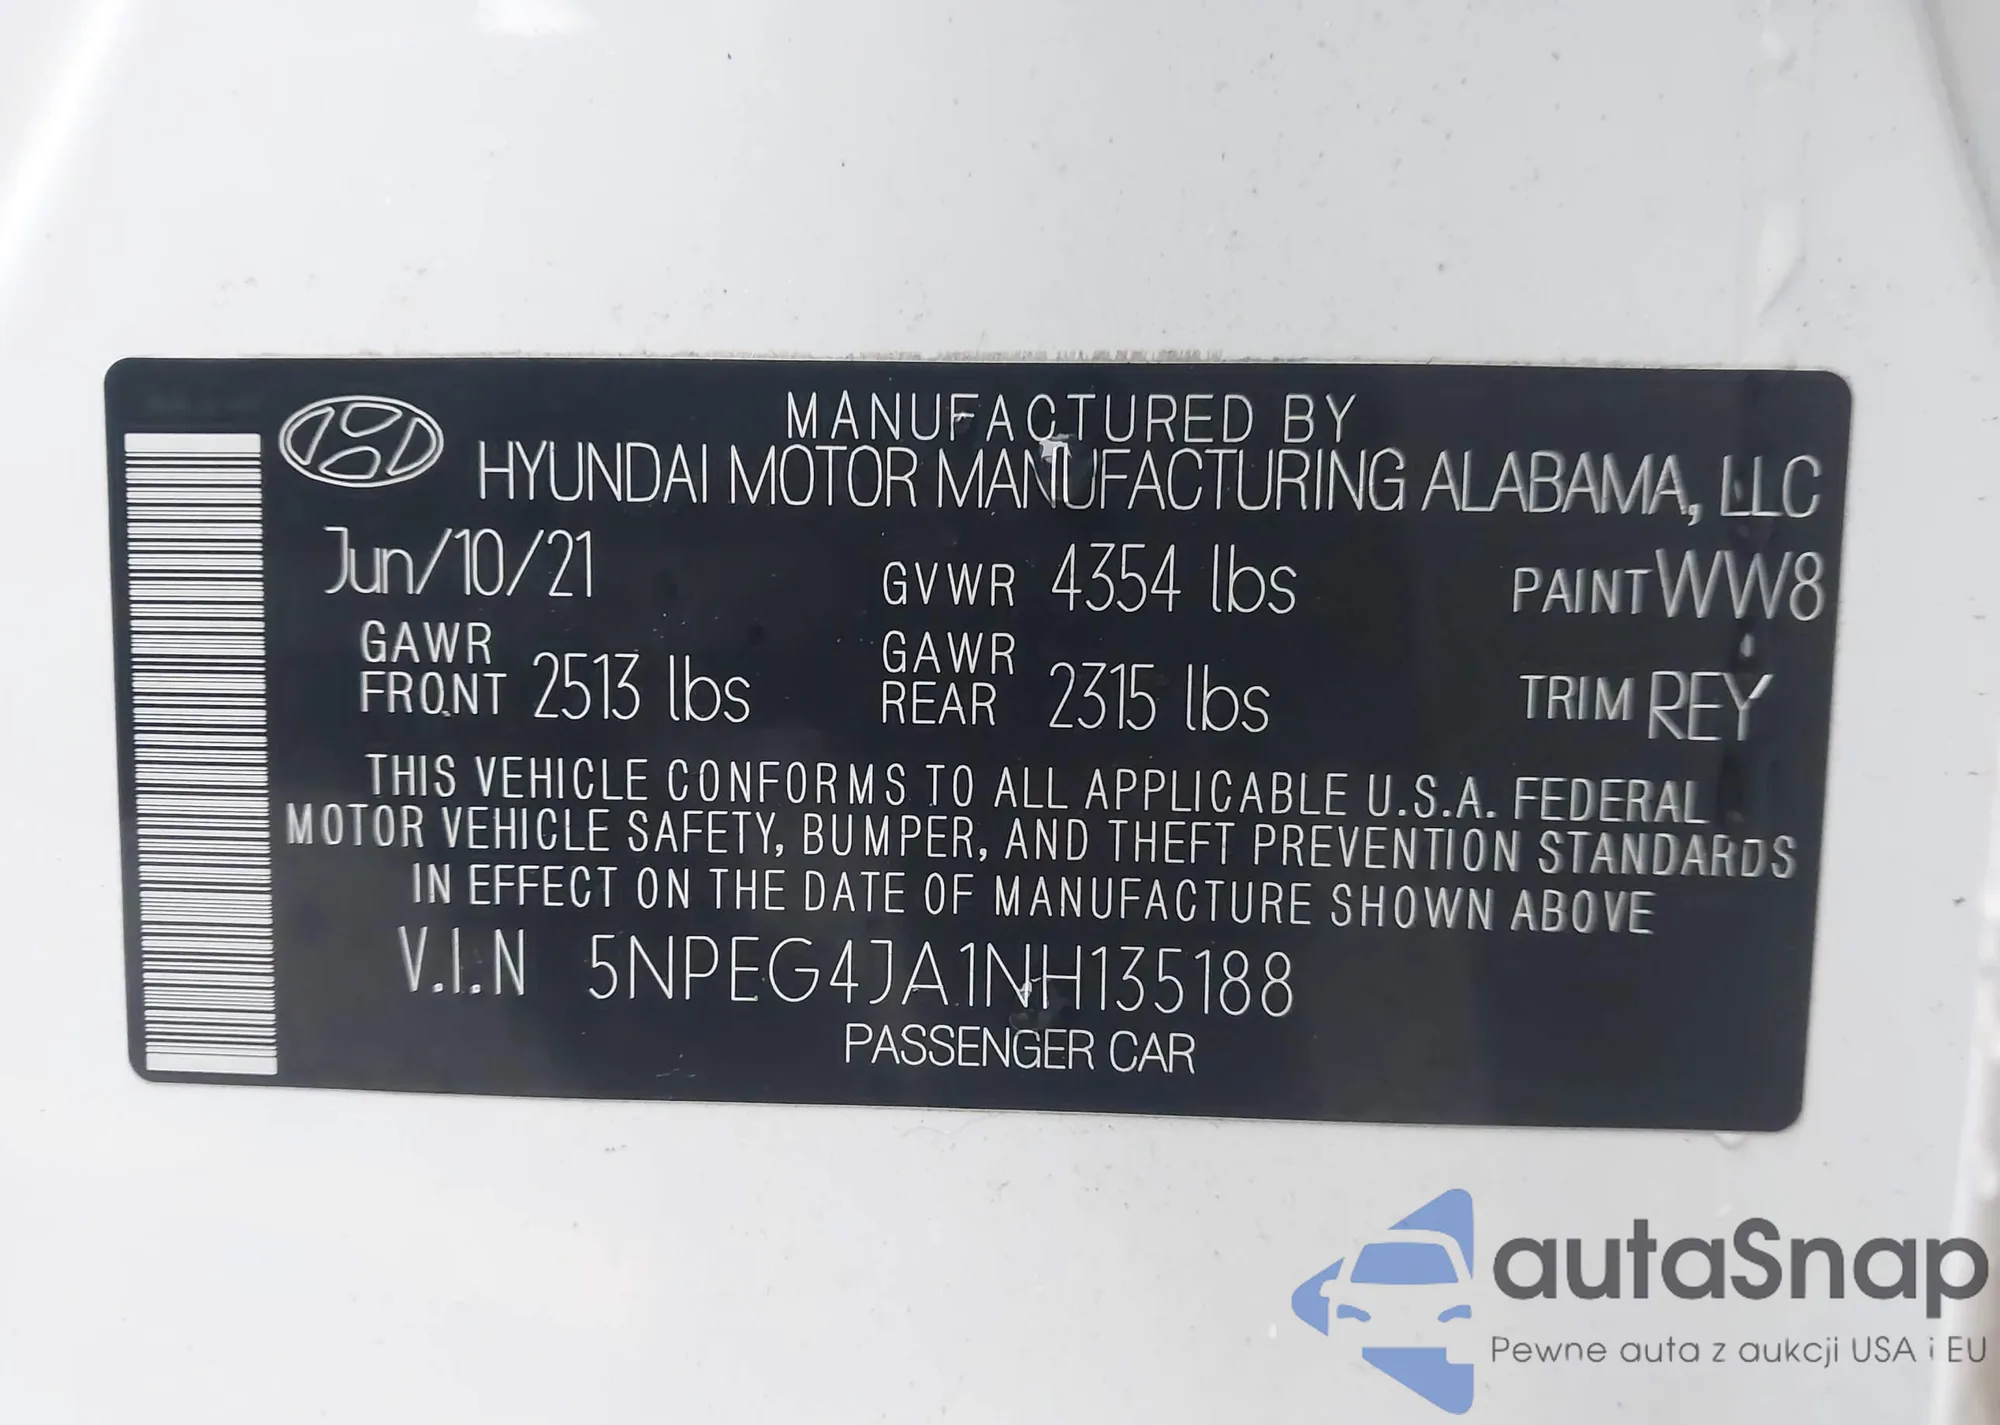 MANUFACTURED BY
HYUNDAI MOTOR MANUFACTURING ALABAMA, LLC
Jun/10/21 GVWR 4354 lbs PAINT WW8
GAWR FRONT 2513 lbs GAWR REAR 2315 lbs TRIM REY
THIS VEHICLE CONFORMS TO ALL APPLICABLE U.S.A. FEDERAL
MOTOR VEHICLE SAFETY, BUMPER, AND THEFT PREVENTION STANDARDS
IN EFFECT ON THE DATE OF MANUFACTURE SHOWN ABOVE
V.I.N 5NPEG4JA1NH135188
PASSENGER CAR
autaSnap
Pewne auta z aukcji USA i EU